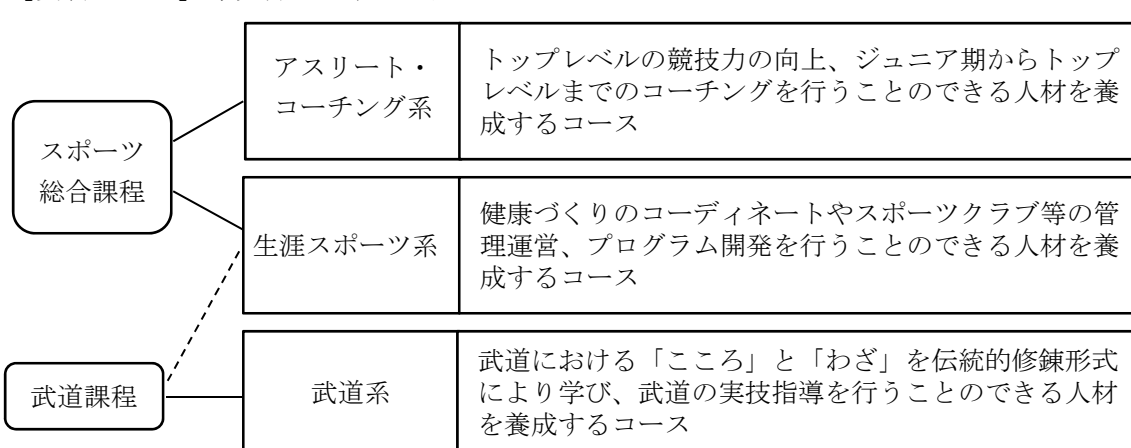 アスリート・
コーチング系
トップレベルの競技力の向上、ジュニア期からトップ
レベルまでのコーチングを行うことのできる人材を養
成するコース
スポーツ
総合課程
生涯スポーツ系
健康づくりのコーディネートやスポーツクラブ等の管
理運営、プログラム開発を行うことのできる人材を養
成するコース
武道課程
武道系
武道における「こころ」と「わざ」を伝統的修錬形式
により学び、武道の実技指導を行うことのできる人材
を養成するコース